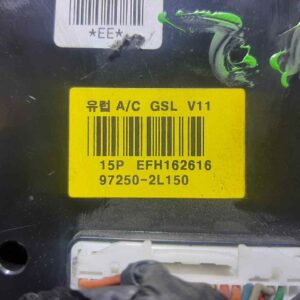 *EE*
유럽 A/C GSL V11
15P EFH162616
97250-2L150